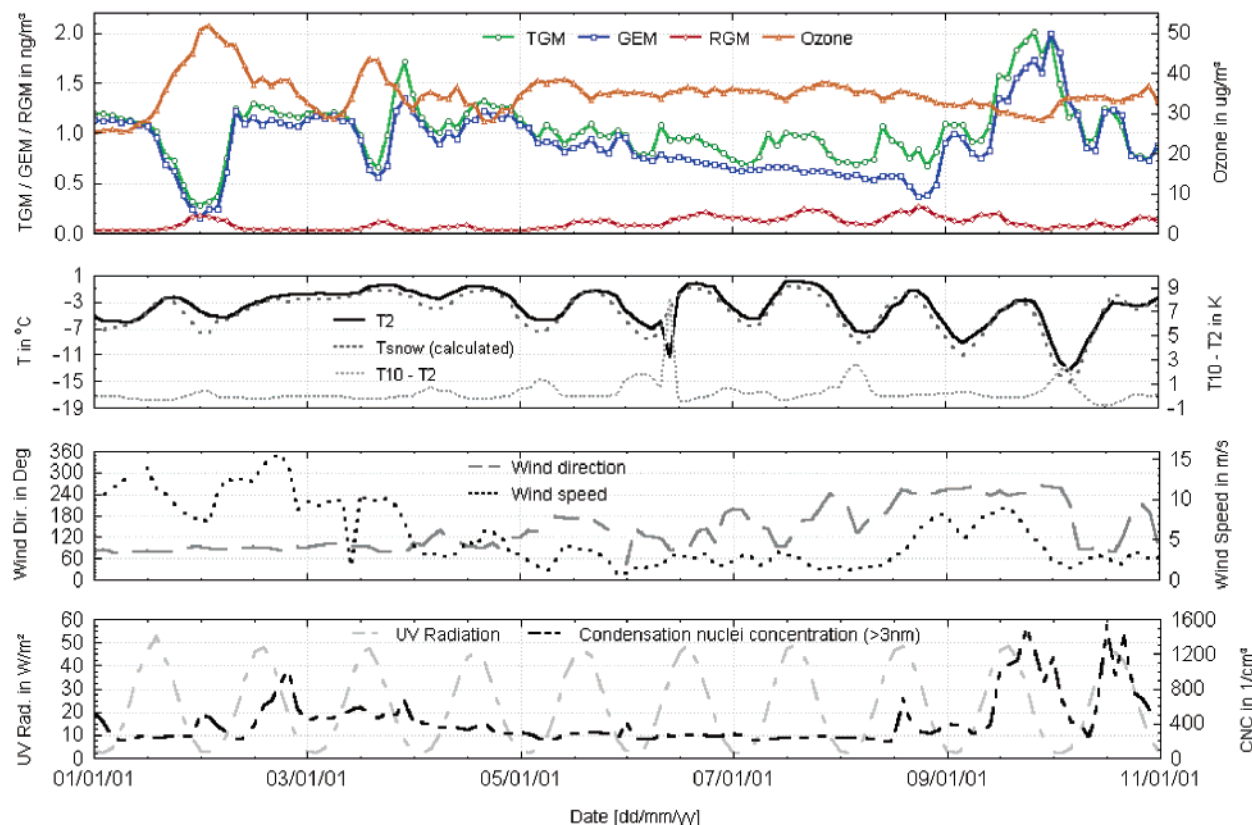 TGM GEM RGM Ozone
TGM / GEM / RGM in ng/m³
2.0
1.5
1.0
0.5
0.0
50
40
30
20
10
0
Ozone in ug/m³
T in °C
1
-3
-7
-11
-15
-19
T2
Tsnow (calculated)
T10 - T2
9
7
5
3
1
-1
T10 - T2 in K
Wind Dir. in Deg
360
300
240
180
120
60
0
Wind direction
Wind speed
15
10
5
0
Wind Speed in m/s
UV Rad. in W/m²
60
50
40
30
20
10
0
UV Radiation Condensation nuclei concentration (>3nm)
1600
1200
800
400
0
CNC in 1/cm³
01/01/01 03/01/01 05/01/01 07/01/01 09/01/01 11/01/01
Date [dd/mm/yy]